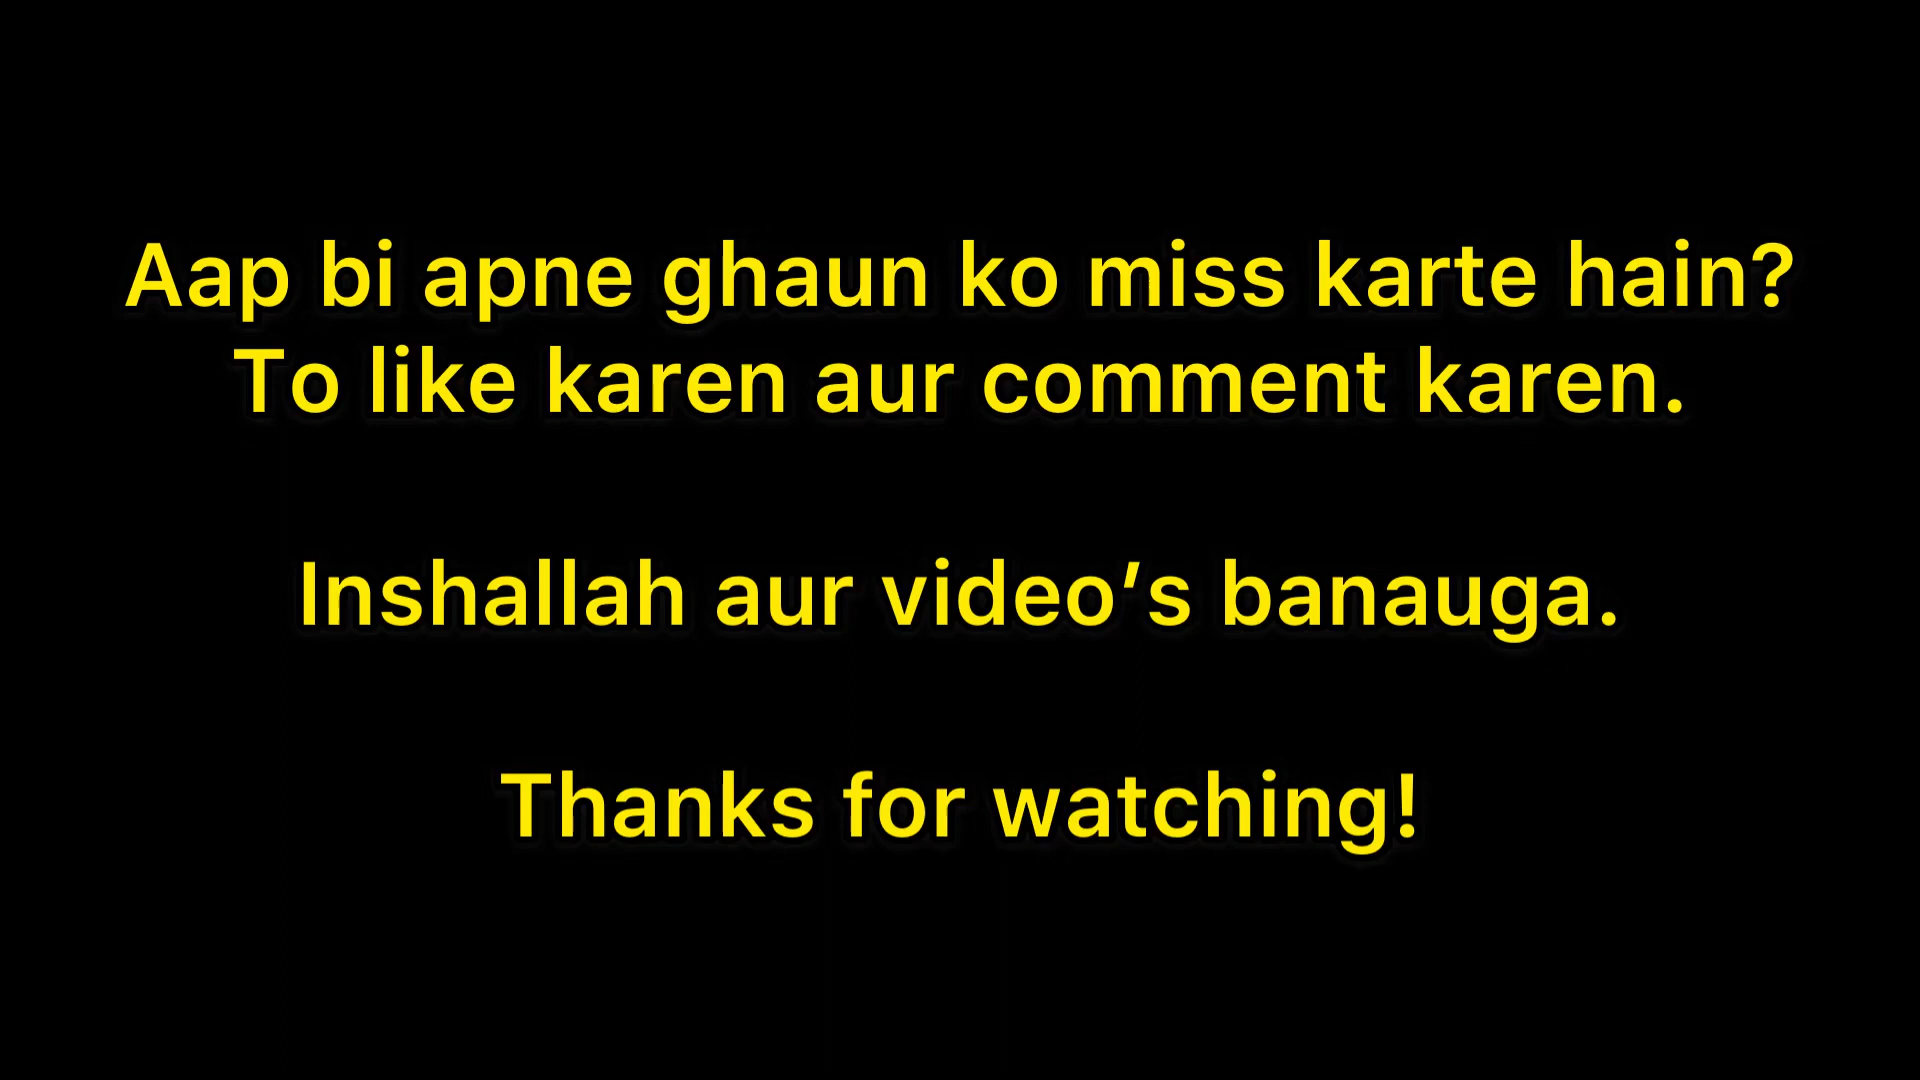 Aap bi apne ghaun ko miss karte hain?
To like karen aur comment karen.
Inshallah aur video’s banauga.
Thanks for watching!